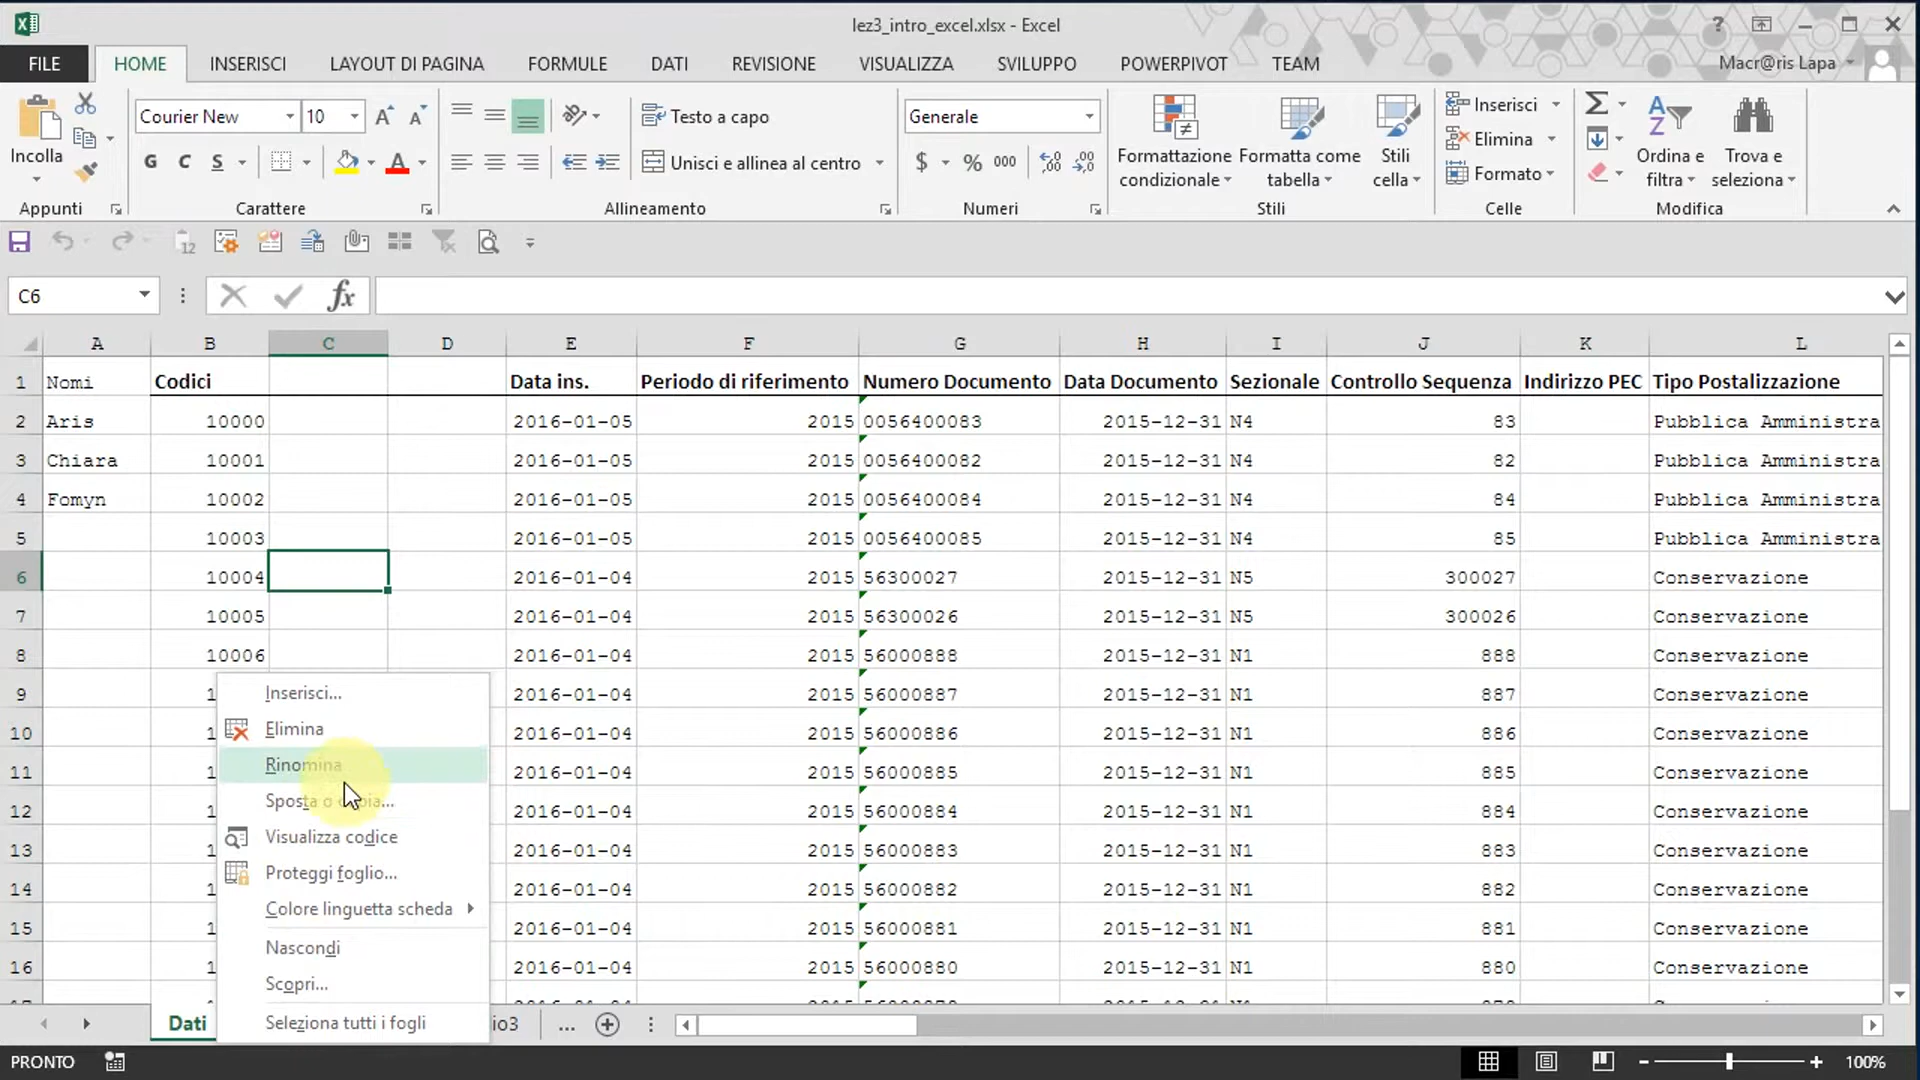 lez3_intro_excel.xlsx - Excel
?
FILE HOME INSERISCI LAYOUT DI PAGINA FORMULE DATI REVISIONE VISUALIZZA SVILUPPO POWERPIVOT TEAM Macr@ris Lapa
Incolla
Appunti
Courier New 10
G C S
Carattere
Testo a capo
Unisci e allinea al centro
Allineamento
Generale
$ % 000
Numeri
Formattazione condizionale
Formatta come tabella
Stili cella
Stili
Inserisci
Elimina
Formato
Celle
Ordina e filtra
Trova e seleziona
Modifica
C6
fx
A B C D E F G H I J K L
1 Nomi Codici Data ins. Periodo di riferimento Numero Documento Data Documento Sezionale Controllo Sequenza Indirizzo PEC Tipo Postalizzazione
2 Aris 10000 2016-01-05 2015 0056400083 2015-12-31 N4 83 Pubblica Amministra
3 Chiara 10001 2016-01-05 2015 0056400082 2015-12-31 N4 82 Pubblica Amministra
4 Fomyn 10002 2016-01-05 2015 0056400084 2015-12-31 N4 84 Pubblica Amministra
5 10003 2016-01-05 2015 0056400085 2015-12-31 N4 85 Pubblica Amministra
6 10004 2016-01-04 2015 56300027 2015-12-31 N5 300027 Conservazione
7 10005 2016-01-04 2015 56300026 2015-12-31 N5 300026 Conservazione
8 10006 2016-01-04 2015 56000888 2015-12-31 N1 888 Conservazione
9 1 2016-01-04 2015 56000887 2015-12-31 N1 887 Conservazione
10 1 2016-01-04 2015 56000886 2015-12-31 N1 886 Conservazione
11 1 2016-01-04 2015 56000885 2015-12-31 N1 885 Conservazione
12 1 2016-01-04 2015 56000884 2015-12-31 N1 884 Conservazione
13 1 2016-01-04 2015 56000883 2015-12-31 N1 883 Conservazione
14 1 2016-01-04 2015 56000882 2015-12-31 N1 882 Conservazione
15 1 2016-01-04 2015 56000881 2015-12-31 N1 881 Conservazione
16 1 2016-01-04 2015 56000880 2015-12-31 N1 880 Conservazione
Inserisci...
Elimina
Rinomina
Sposta o copia...
Visualizza codice
Proteggi foglio...
Colore linguetta scheda
Nascondi
Scopri...
Seleziona tutti i fogli
Dati io3 ...
PRONTO 100%